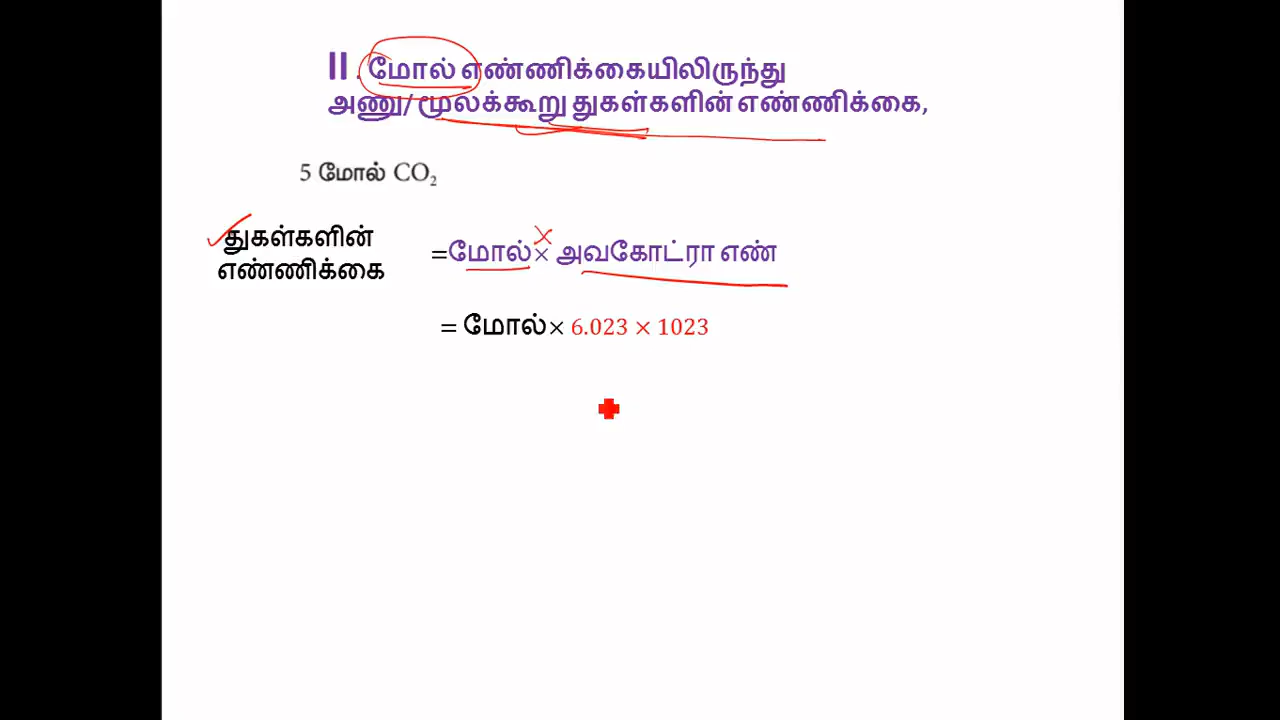 II . மோல் எண்ணிக்கையிலிருந்து
அணு/ மூலக்கூறு துகள்களின் எண்ணிக்கை,
5 மோல் CO₂
துகள்களின்
எண்ணிக்கை
=மோல்× அவகோட்ரா எண்
= மோல்× 6.023 × 1023